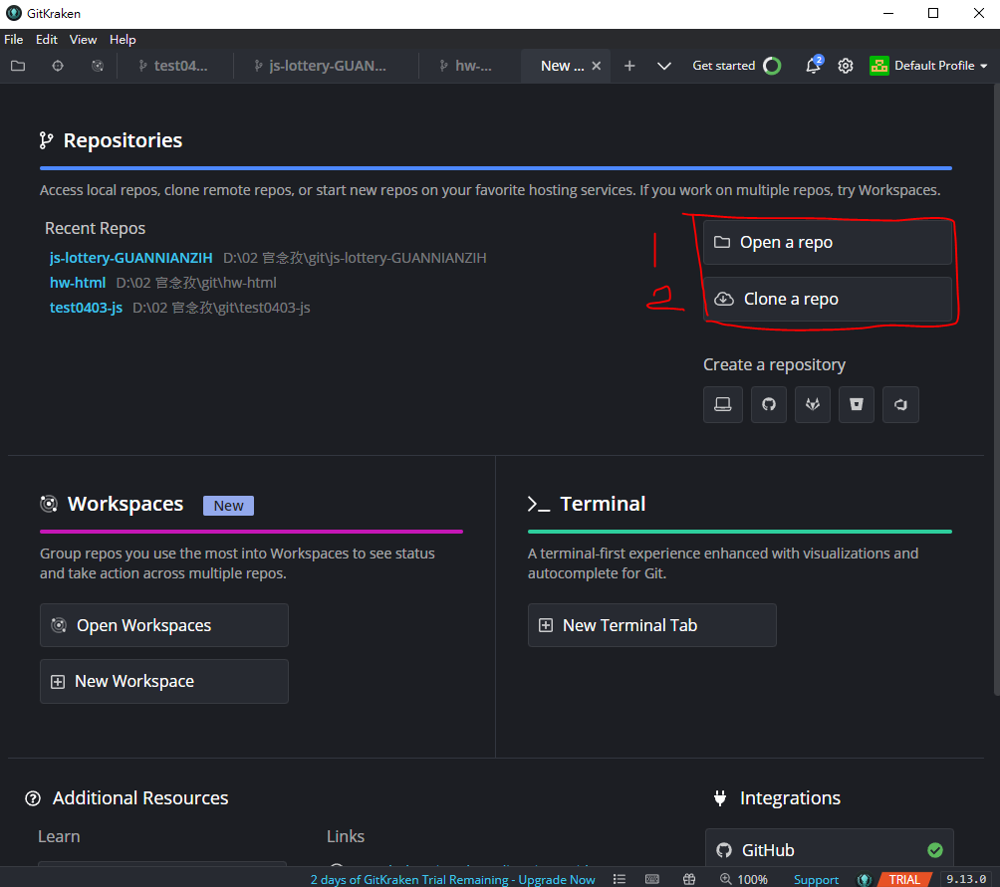 GitKraken
File Edit View Help
test04... js-lottery-GUAN... hw-... New ... Get started 2 Default Profile
Repositories
Access local repos, clone remote repos, or start new repos on your favorite hosting services. If you work on multiple repos, try Workspaces.
Recent Repos
js-lottery-GUANNIANZIH D:\02 官念孜\git\js-lottery-GUANNIANZIH
hw-html D:\02 官念孜\git\hw-html
test0403-js D:\02 官念孜\git\test0403-js
1 Open a repo
2 Clone a repo
Create a repository
Workspaces New
Group repos you use the most into Workspaces to see status
and take action across multiple repos.
Open Workspaces
New Workspace
Terminal
A terminal-first experience enhanced with visualizations and
autocomplete for Git.
New Terminal Tab
Additional Resources
Learn Links
Integrations
GitHub
2 days of GitKraken Trial Remaining - Upgrade Now 100% Support TRIAL 9.13.0